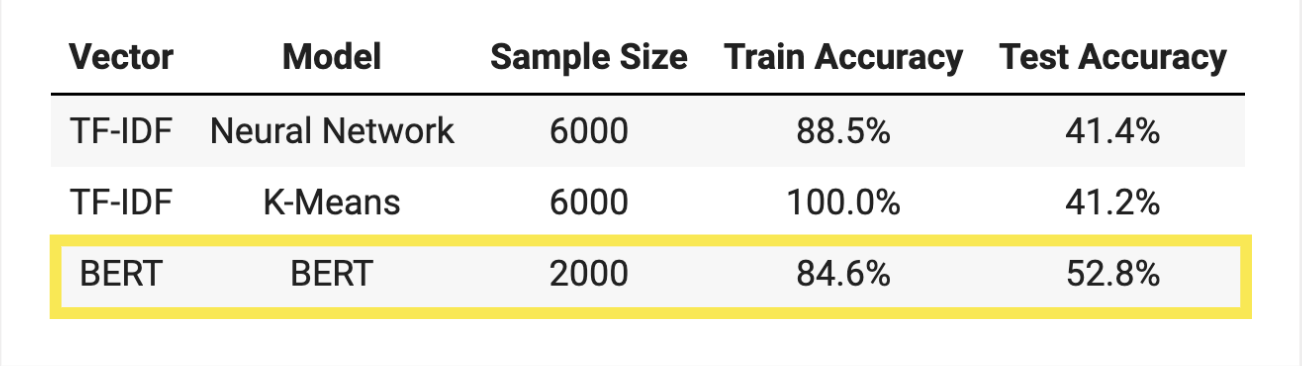 Vector Model Sample Size Train Accuracy Test Accuracy
TF-IDF Neural Network 6000 88.5% 41.4%
TF-IDF K-Means 6000 100.0% 41.2%
BERT BERT 2000 84.6% 52.8%